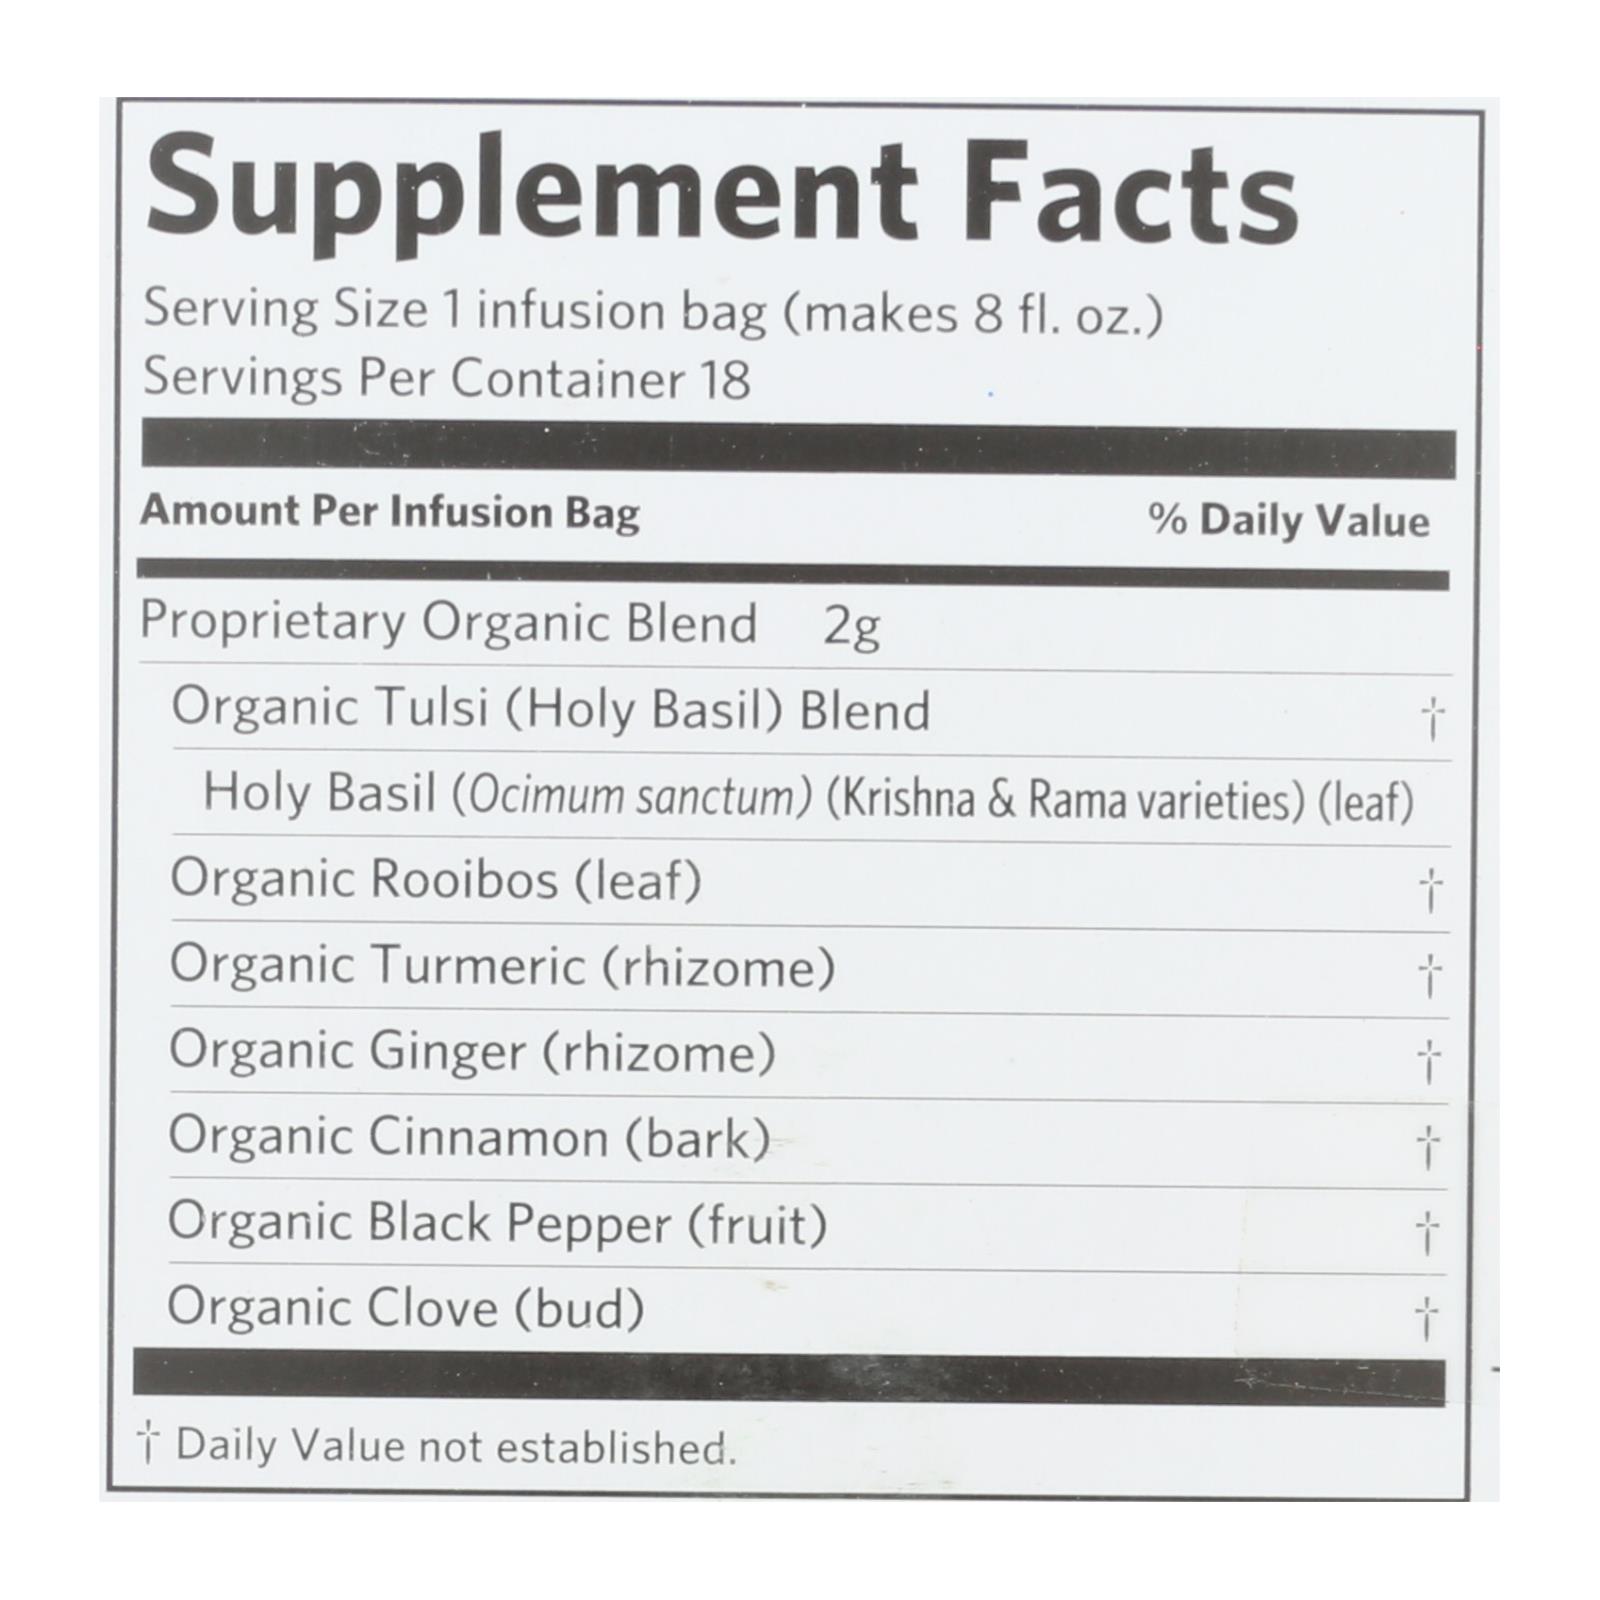 Supplement Facts
Serving Size 1 infusion bag (makes 8 fl. oz.)
Servings Per Container 18
Amount Per Infusion Bag % Daily Value
Proprietary Organic Blend 2g
Organic Tulsi (Holy Basil) Blend †
Holy Basil (Ocimum sanctum) (Krishna & Rama varieties) (leaf)
Organic Rooibos (leaf) †
Organic Turmeric (rhizome) †
Organic Ginger (rhizome) †
Organic Cinnamon (bark) †
Organic Black Pepper (fruit) †
Organic Clove (bud) †
† Daily Value not established.